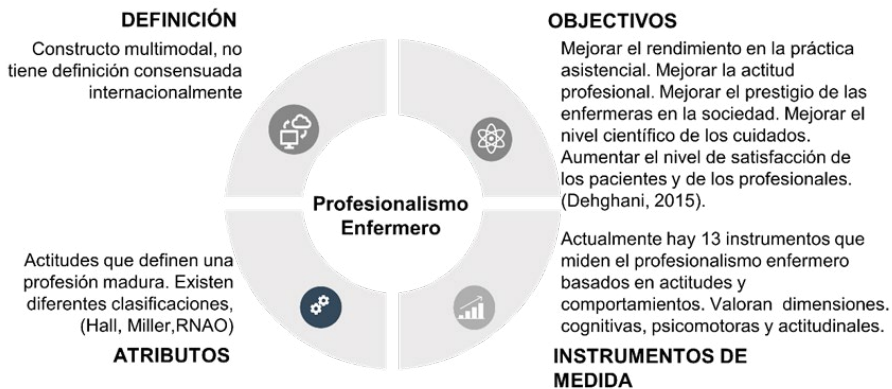 DEFINICIÓN
Constructo multimodal, no
tiene definición consensuada
internacionalmente
OBJECTIVOS
Mejorar el rendimiento en la práctica
asistencial. Mejorar la actitud
profesional. Mejorar el prestigio de las
enfermeras en la sociedad. Mejorar el
nivel científico de los cuidados.
Aumentar el nivel de satisfacción de
los pacientes y de los profesionales.
(Dehghani, 2015).
Profesionalismo
Enfermero
Actitudes que definen una
profesión madura. Existen
diferentes clasificaciones,
(Hall, Miller,RNAO)
ATRIBUTOS
Actualmente hay 13 instrumentos que
miden el profesionalismo enfermero
basados en actitudes y
comportamientos. Valoran dimensiones.
cognitivas, psicomotoras y actitudinales.
INSTRUMENTOS DE
MEDIDA